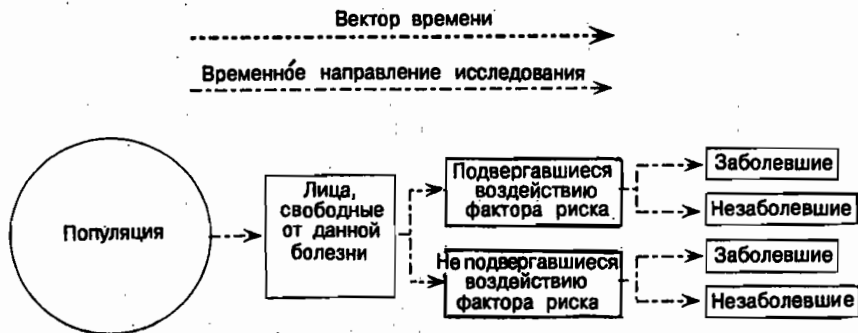 Вектор времени
Временно́е направление исследования
Популяция
Лица,
свободные
от данной
болезни
Подвергавшиеся
воздействию
фактора риска
Не подвергавшиеся
воздействию
фактора риска
Заболевшие
Незаболевшие
Заболевшие
Незаболевшие